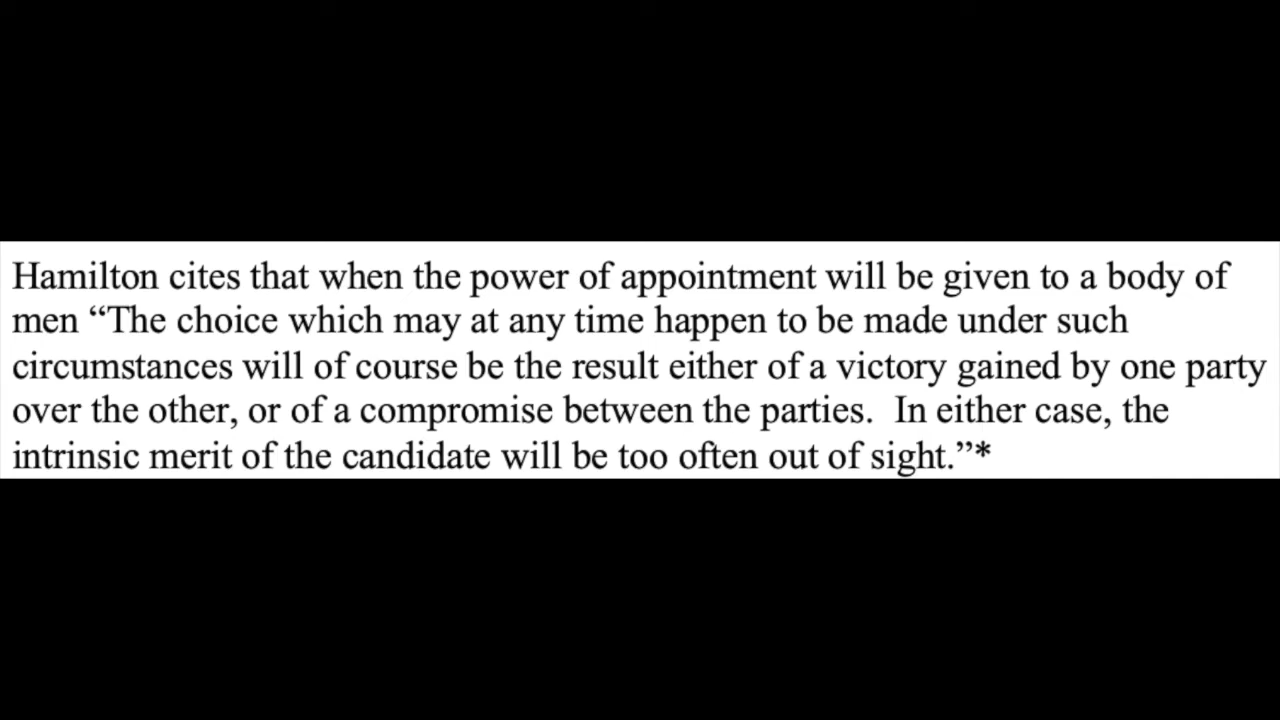 Hamilton cites that when the power of appointment will be given to a body of
men “The choice which may at any time happen to be made under such
circumstances will of course be the result either of a victory gained by one party
over the other, or of a compromise between the parties.  In either case, the
intrinsic merit of the candidate will be too often out of sight.”*